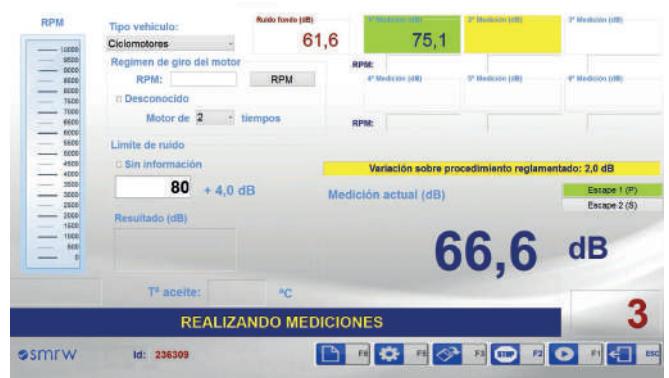 RPM
Tipo vehículo:
Ruido fondo (dB)
1ª Medición (dB)
2ª Medición (dB)
3ª Medición (dB)
Ciclomotores
61,6
75,1
Regimen de giro del motor
RPM:
RPM:
RPM
4ª Medición (dB)
5ª Medición (dB)
6ª Medición (dB)
Desconocido
Motor de 2 tiempos
RPM:
10000
9500
9000
8500
8000
7500
7000
6500
6000
5500
5000
4500
4000
3500
3000
2500
2000
1500
1000
500
0
Limite de ruido
Sin información
Variación sobre procedimiento reglamentado: 2,0 dB
80 + 4,0 dB
Medición actual (dB)
Escape 1 (P)
Escape 2 (S)
Resultado (dB)
66,6 dB
Tª aceite: ºC
REALIZANDO MEDICIONES
3
smrw
Id: 236309
F8
F5
F3
STOP
F2
F1
ESC